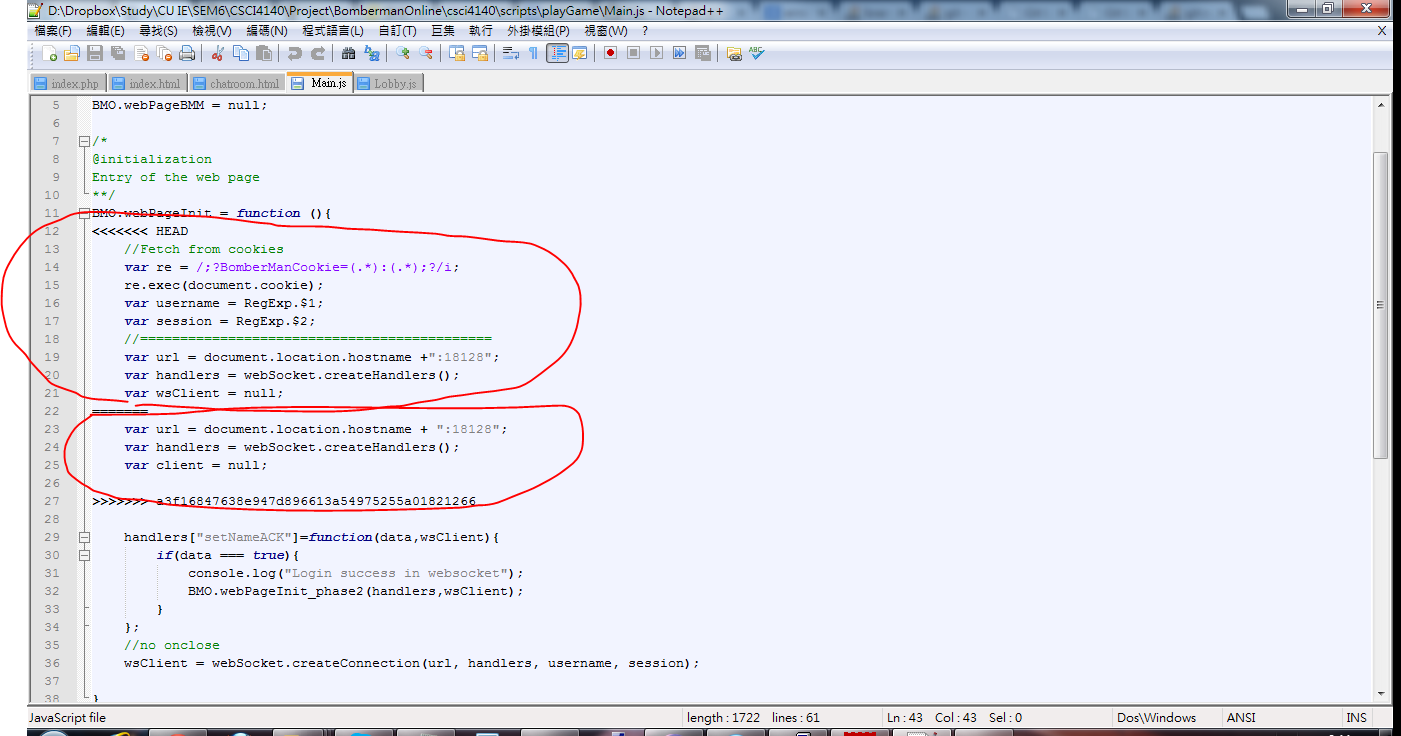 D:\Dropbox\Study\CU IE\SEM6\CSCI4140\Project\BombermanOnline\csci4140\scripts\playGame\Main.js - Notepad++
檔案(F) 編輯(E) 尋找(S) 檢視(V) 編碼(N) 程式語言(L) 自訂(T) 巨集 執行 外掛模組(P) 視窗(W) ? X
index.php index.html chatroom.html Main.js Lobby.js
5 BMO.webPageBMM = null;
6
7 /*
8 @initialization
9 Entry of the web page
10 **/
11 BMO.webPageInit = function (){
12 <<<<<<< HEAD
13 //Fetch from cookies
14 var re = /;?BomberManCookie=(.*):(.*);?/i;
15 re.exec(document.cookie);
16 var username = RegExp.$1;
17 var session = RegExp.$2;
18 //============================================
19 var url = document.location.hostname +":18128";
20 var handlers = webSocket.createHandlers();
21 var wsClient = null;
22 =======
23 var url = document.location.hostname + ":18128";
24 var handlers = webSocket.createHandlers();
25 var client = null;
26
27 >>>>>>> a3f16847638e947d896613a54975255a01821266
28
29 handlers["setNameACK"]=function(data,wsClient){
30 if(data === true){
31 console.log("Login success in websocket");
32 BMO.webPageInit_phase2(handlers,wsClient);
33 }
34 };
35 //no onclose
36 wsClient = webSocket.createConnection(url, handlers, username, session);
37
38 }
JavaScript file length : 1722 lines : 61 Ln : 43 Col : 43 Sel : 0 Dos\Windows ANSI INS